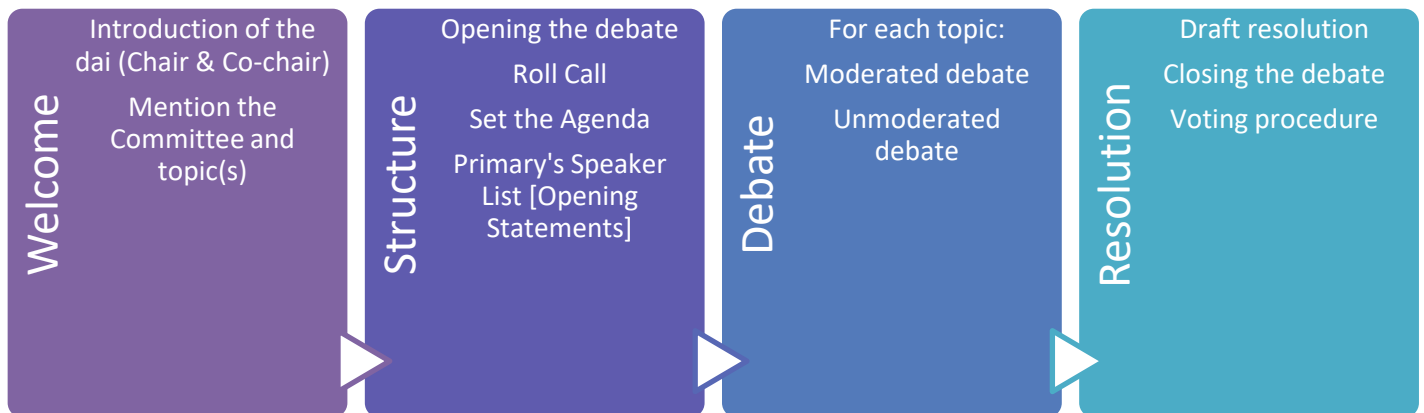 Welcome
Introduction of the
dai (Chair & Co-chair)
Mention the
Committee and
topic(s)
Structure
Opening the debate
Roll Call
Set the Agenda
Primary's Speaker
List [Opening
Statements]
Debate
For each topic:
Moderated debate
Unmoderated
debate
Resolution
Draft resolution
Closing the debate
Voting procedure